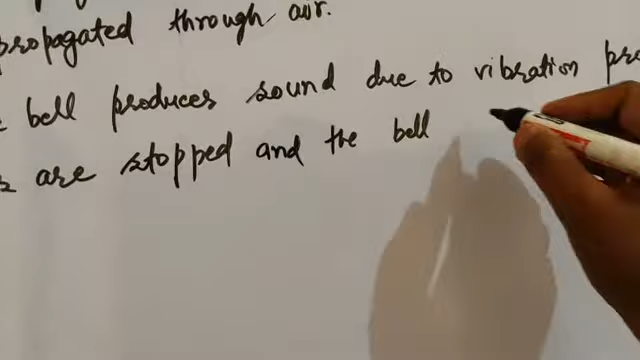 propagated through air.
bell produces sound due to vibration
are stopped and the bell